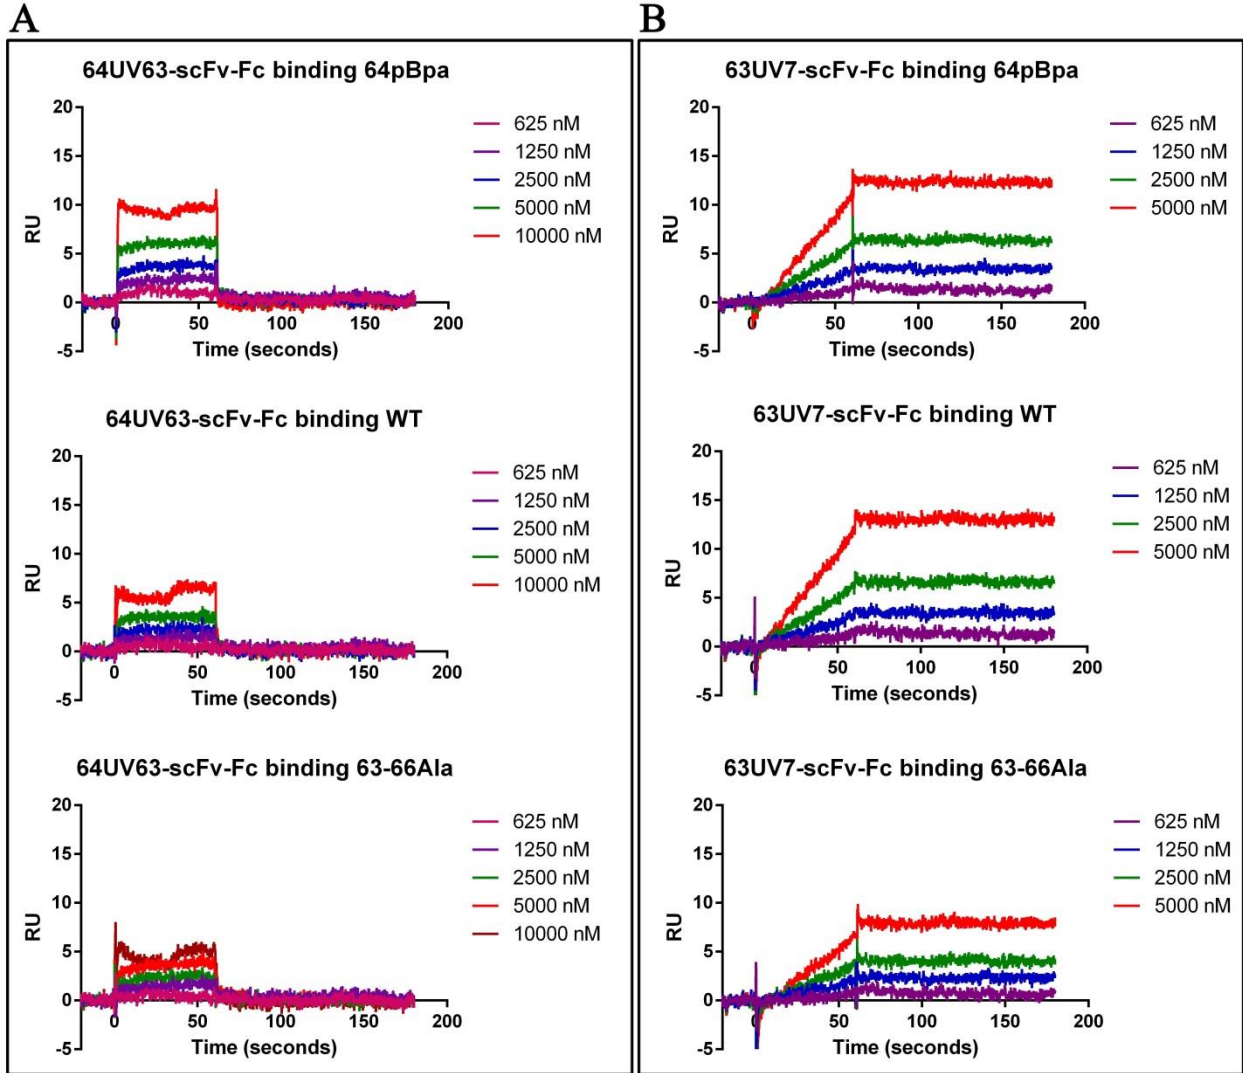 A
64UV63-scFv-Fc binding 64pBpa
20
15
10
5
0
-5
RU
0
50
100
150
200
Time (seconds)
625 nM
1250 nM
2500 nM
5000 nM
10000 nM
64UV63-scFv-Fc binding WT
20
15
10
5
0
-5
RU
0
50
100
150
200
Time (seconds)
625 nM
1250 nM
2500 nM
5000 nM
10000 nM
64UV63-scFv-Fc binding 63-66Ala
20
15
10
5
0
-5
RU
0
50
100
150
200
Time (seconds)
625 nM
1250 nM
2500 nM
5000 nM
10000 nM
B
63UV7-scFv-Fc binding 64pBpa
20
15
10
5
0
-5
RU
0
50
100
150
200
Time (seconds)
625 nM
1250 nM
2500 nM
5000 nM
63UV7-scFv-Fc binding WT
20
15
10
5
0
-5
RU
0
50
100
150
200
Time (seconds)
625 nM
1250 nM
2500 nM
5000 nM
63UV7-scFv-Fc binding 63-66Ala
20
15
10
5
0
-5
RU
0
50
100
150
200
Time (seconds)
625 nM
1250 nM
2500 nM
5000 nM